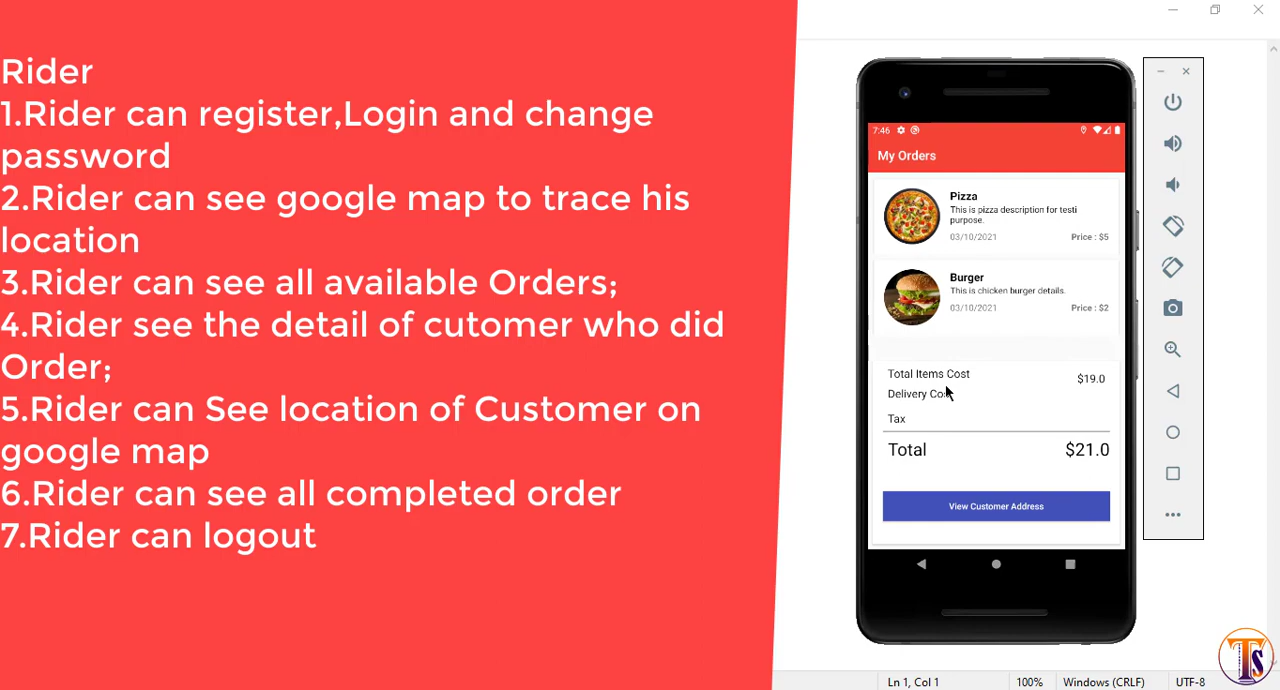 Rider
1.Rider can register,Login and change
password
2.Rider can see google map to trace his
location
3.Rider can see all available Orders;
4.Rider see the detail of cutomer who did
Order;
5.Rider can See location of Customer on
google map
6.Rider can see all completed order
7.Rider can logout
7:46
My Orders
Pizza
This is pizza description for testi
purpose.
03/10/2021 Price : $5
Burger
This is chicken burger details.
03/10/2021 Price : $2
Total Items Cost $19.0
Delivery
Tax
Total $21.0
View Customer Address
Ln 1, Col 1 100% Windows (CRLF) UTF-8
TS